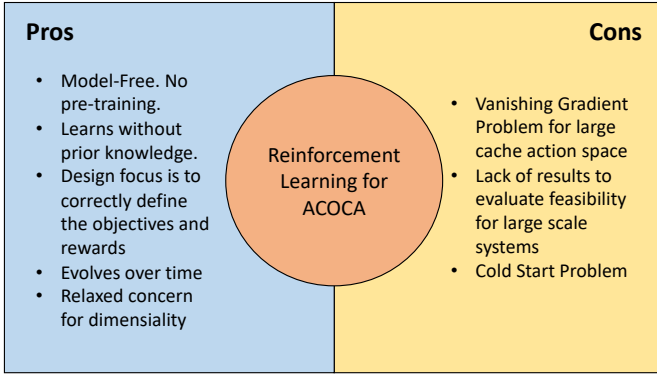 Pros
• Model-Free. No
pre-training.
• Learns without
prior knowledge.
• Design focus is to
correctly define
the objectives and
rewards
• Evolves over time
• Relaxed concern
for dimensiality
Reinforcement
Learning for
ACOCA
Cons
• Vanishing Gradient
Problem for large
cache action space
• Lack of results to
evaluate feasibility
for large scale
systems
• Cold Start Problem